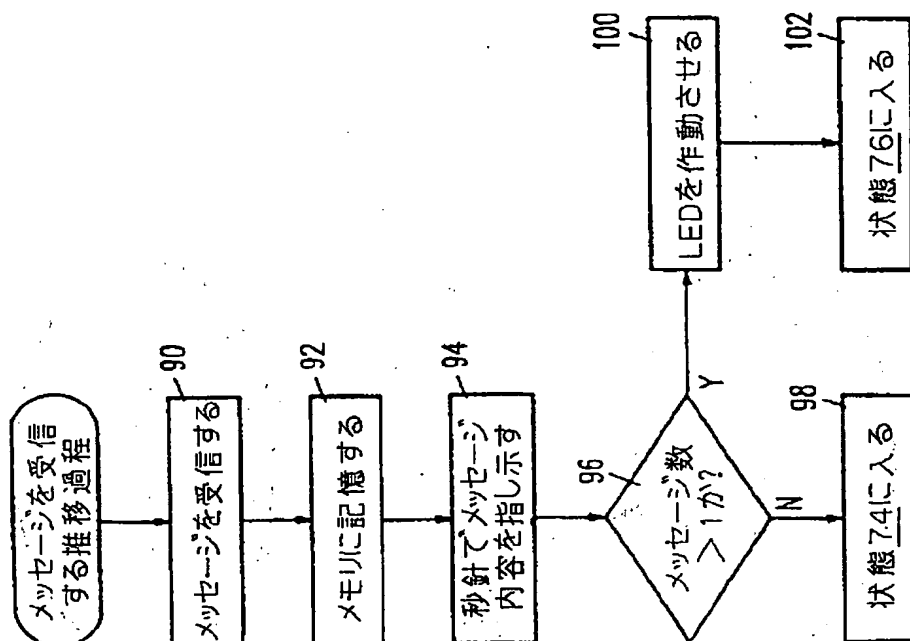 メッセージを受信
する推移過程
90
メッセージを受信する
92
メモリに記憶する
94
秒針でメッセージ
内容を指し示す
96
メッセージ数
>1か?
Y
N
98
状態74に入る
100
LEDを作動させる
102
状態76に入る